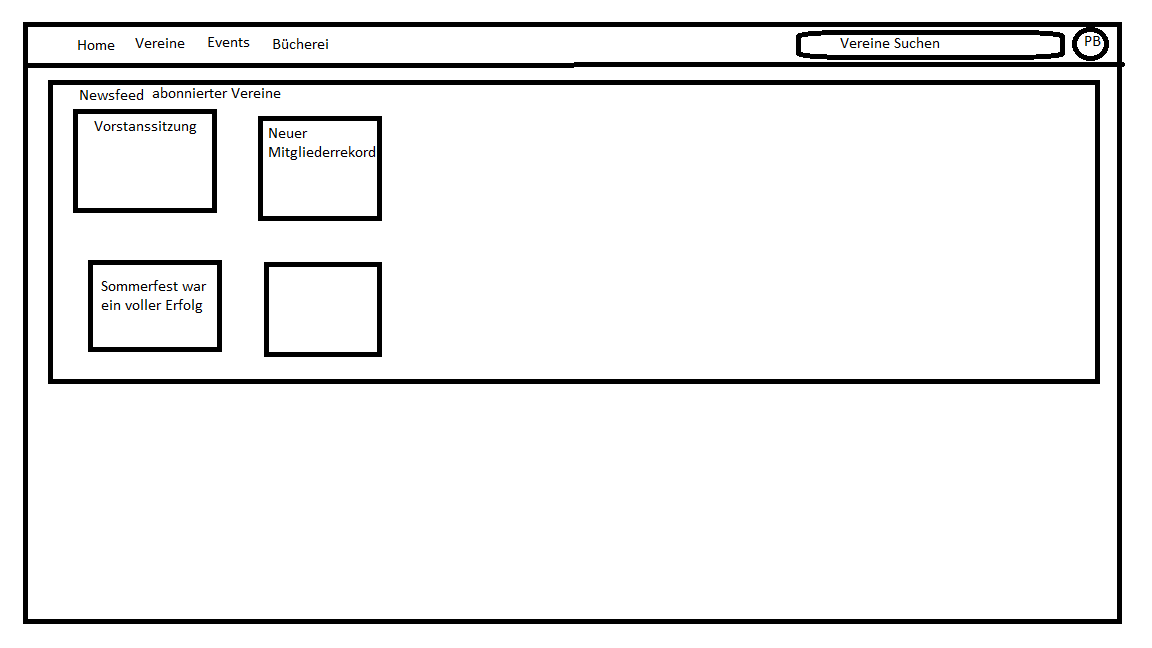 Home Vereine Events Bücherei Vereine Suchen PB
Newsfeed abonnierter Vereine
Vorstanssitzung
Neuer
Mitgliederrekord
Sommerfest war
ein voller Erfolg